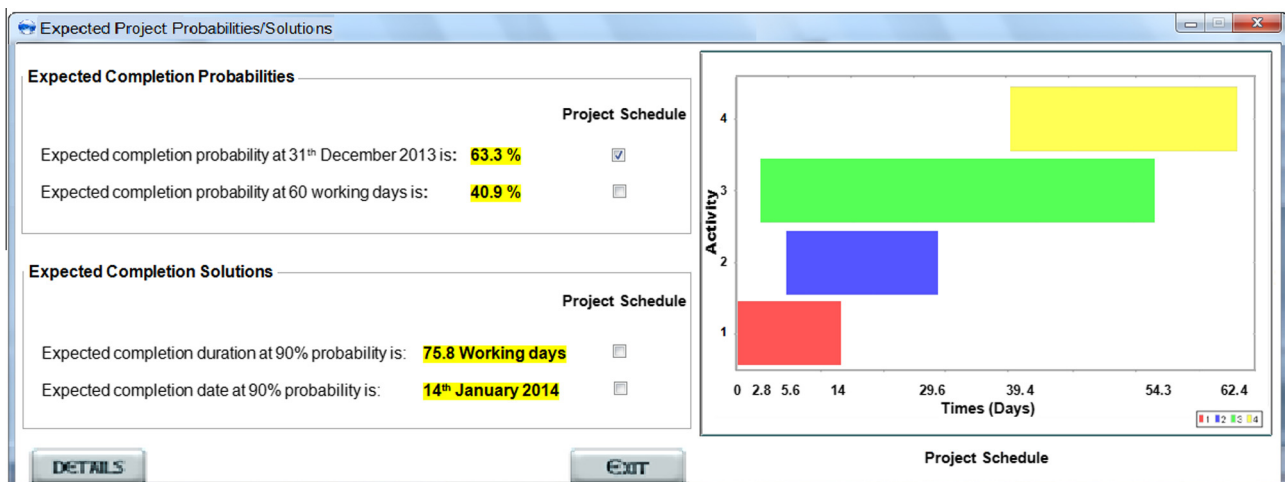 Expected Project Probabilities/Solutions
Expected Completion Probabilities
Project Schedule
Expected completion probability at 31th December 2013 is: 63.3 %
Expected completion probability at 60 working days is: 40.9 %
Expected Completion Solutions
Project Schedule
Expected completion duration at 90% probability is: 75.8 Working days
Expected completion date at 90% probability is: 14th January 2014
DETAILS
EXIT
Activity
4
3
2
1
0 2.8 5.6 14 29.6 39.4 54.3 62.4
Times (Days)
1 2 3 4
Project Schedule